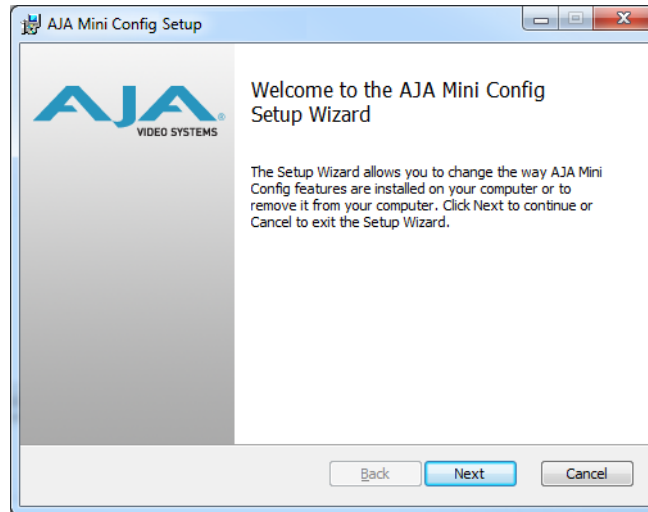 AJA Mini Config Setup
AJA
VIDEO SYSTEMS
Welcome to the AJA Mini Config
Setup Wizard
The Setup Wizard allows you to change the way AJA Mini
Config features are installed on your computer or to
remove it from your computer. Click Next to continue or
Cancel to exit the Setup Wizard.
Back
Next
Cancel